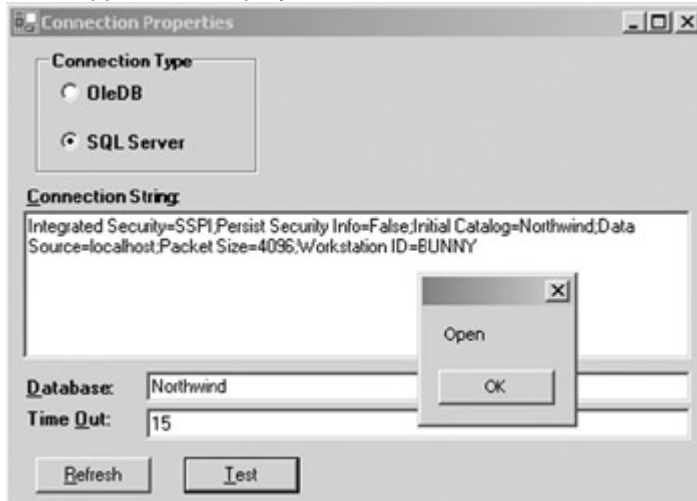 Connection Properties
Connection Type
OleDB
SQL Server
Connection String:
Integrated Security=SSPI;Persist Security Info=False;Initial Catalog=Northwind;Data
Source=localhost;Packet Size=4096;Workstation ID=BUNNY
Open
OK
Database: Northwind
Time Out: 15
Refresh Test